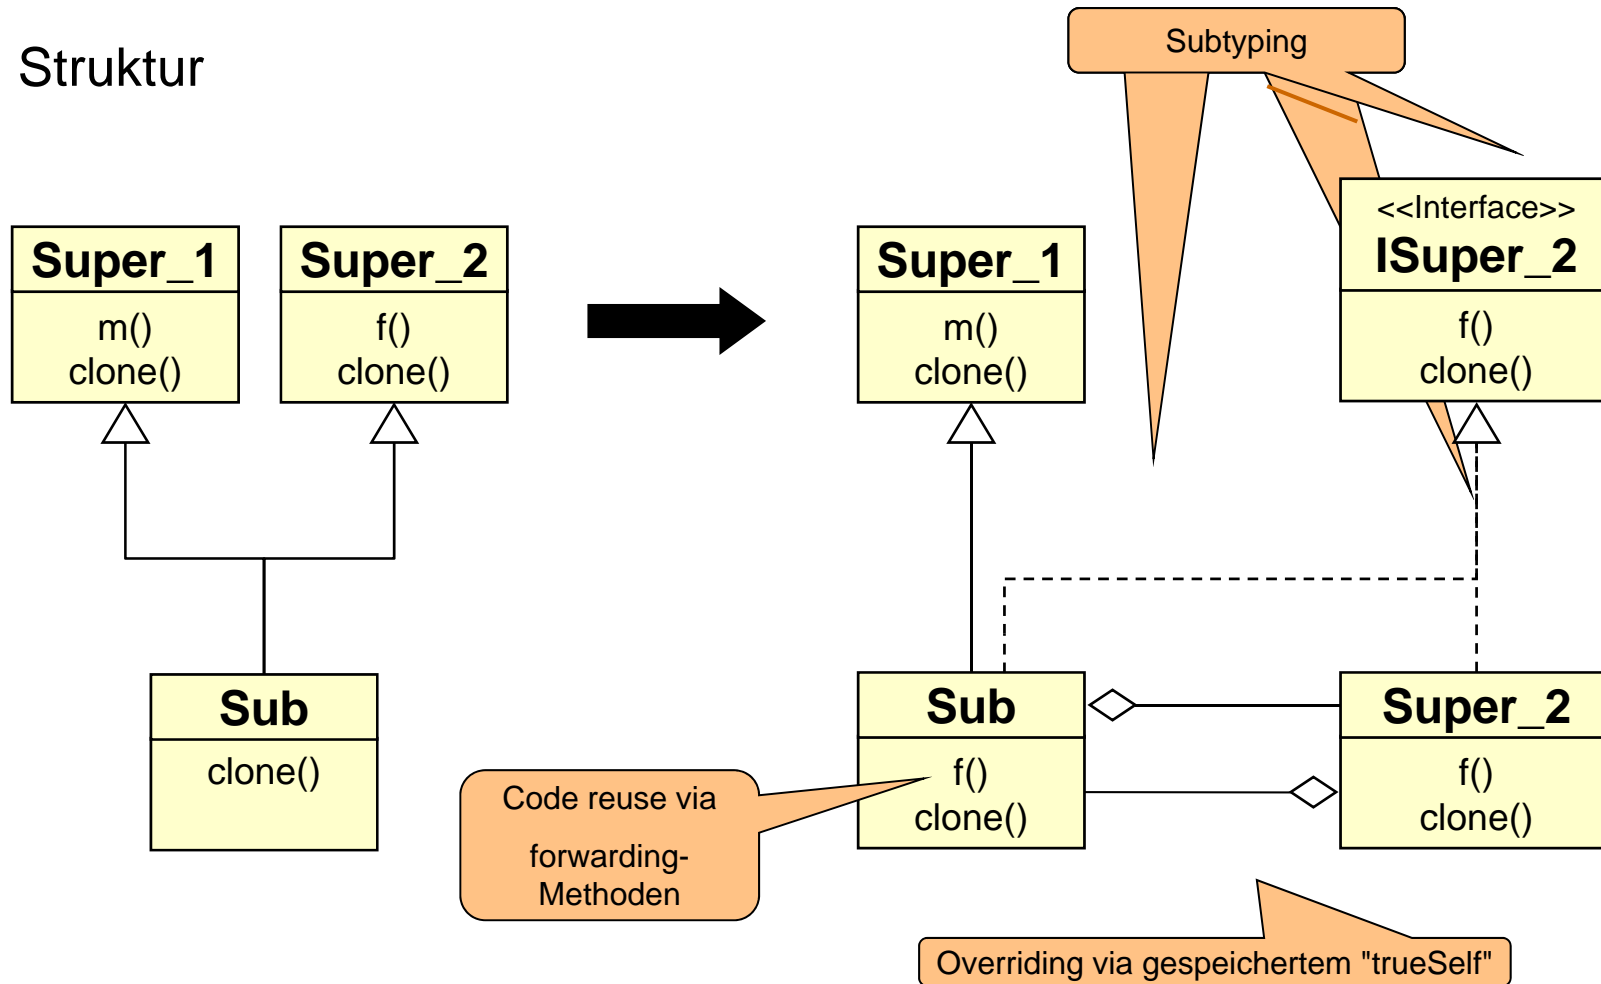 Struktur
Subtyping
Super_1
m()
clone()
Super_2
f()
clone()
Sub
clone()
Super_1
m()
clone()
<<Interface>>
ISuper_2
f()
clone()
Sub
f()
clone()
Super_2
f()
clone()
Code reuse via
forwarding-
Methoden
Overriding via gespeichertem "trueSelf"